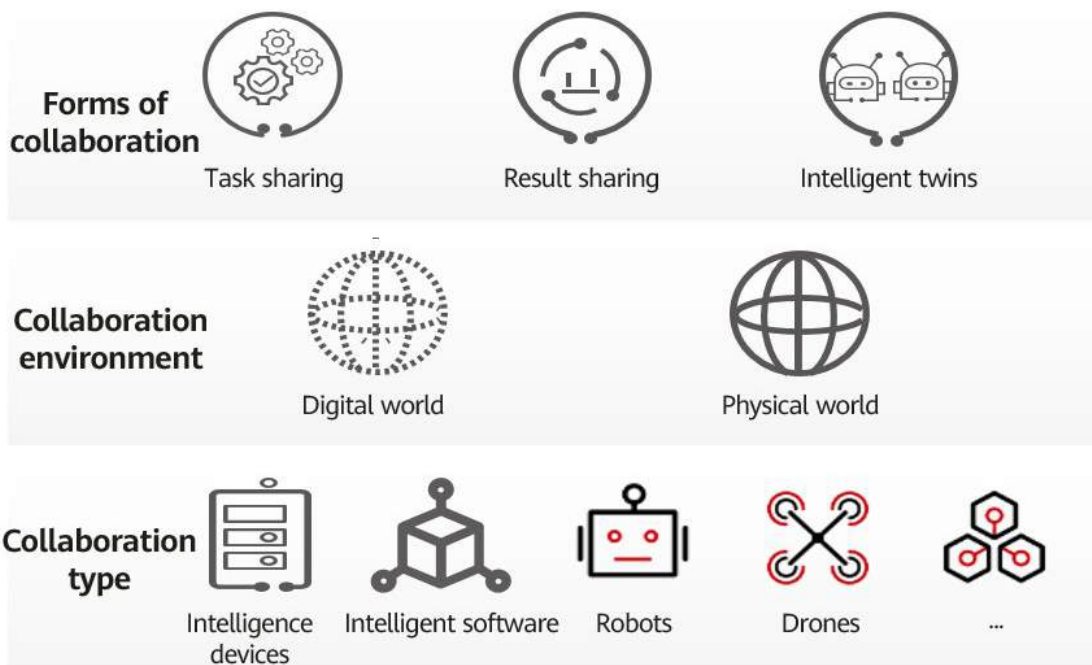 Forms of
collaboration
Task sharing
Result sharing
Intelligent twins
Collaboration
environment
Digital world
Physical world
Collaboration
type
Intelligence
devices
Intelligent software
Robots
Drones
...